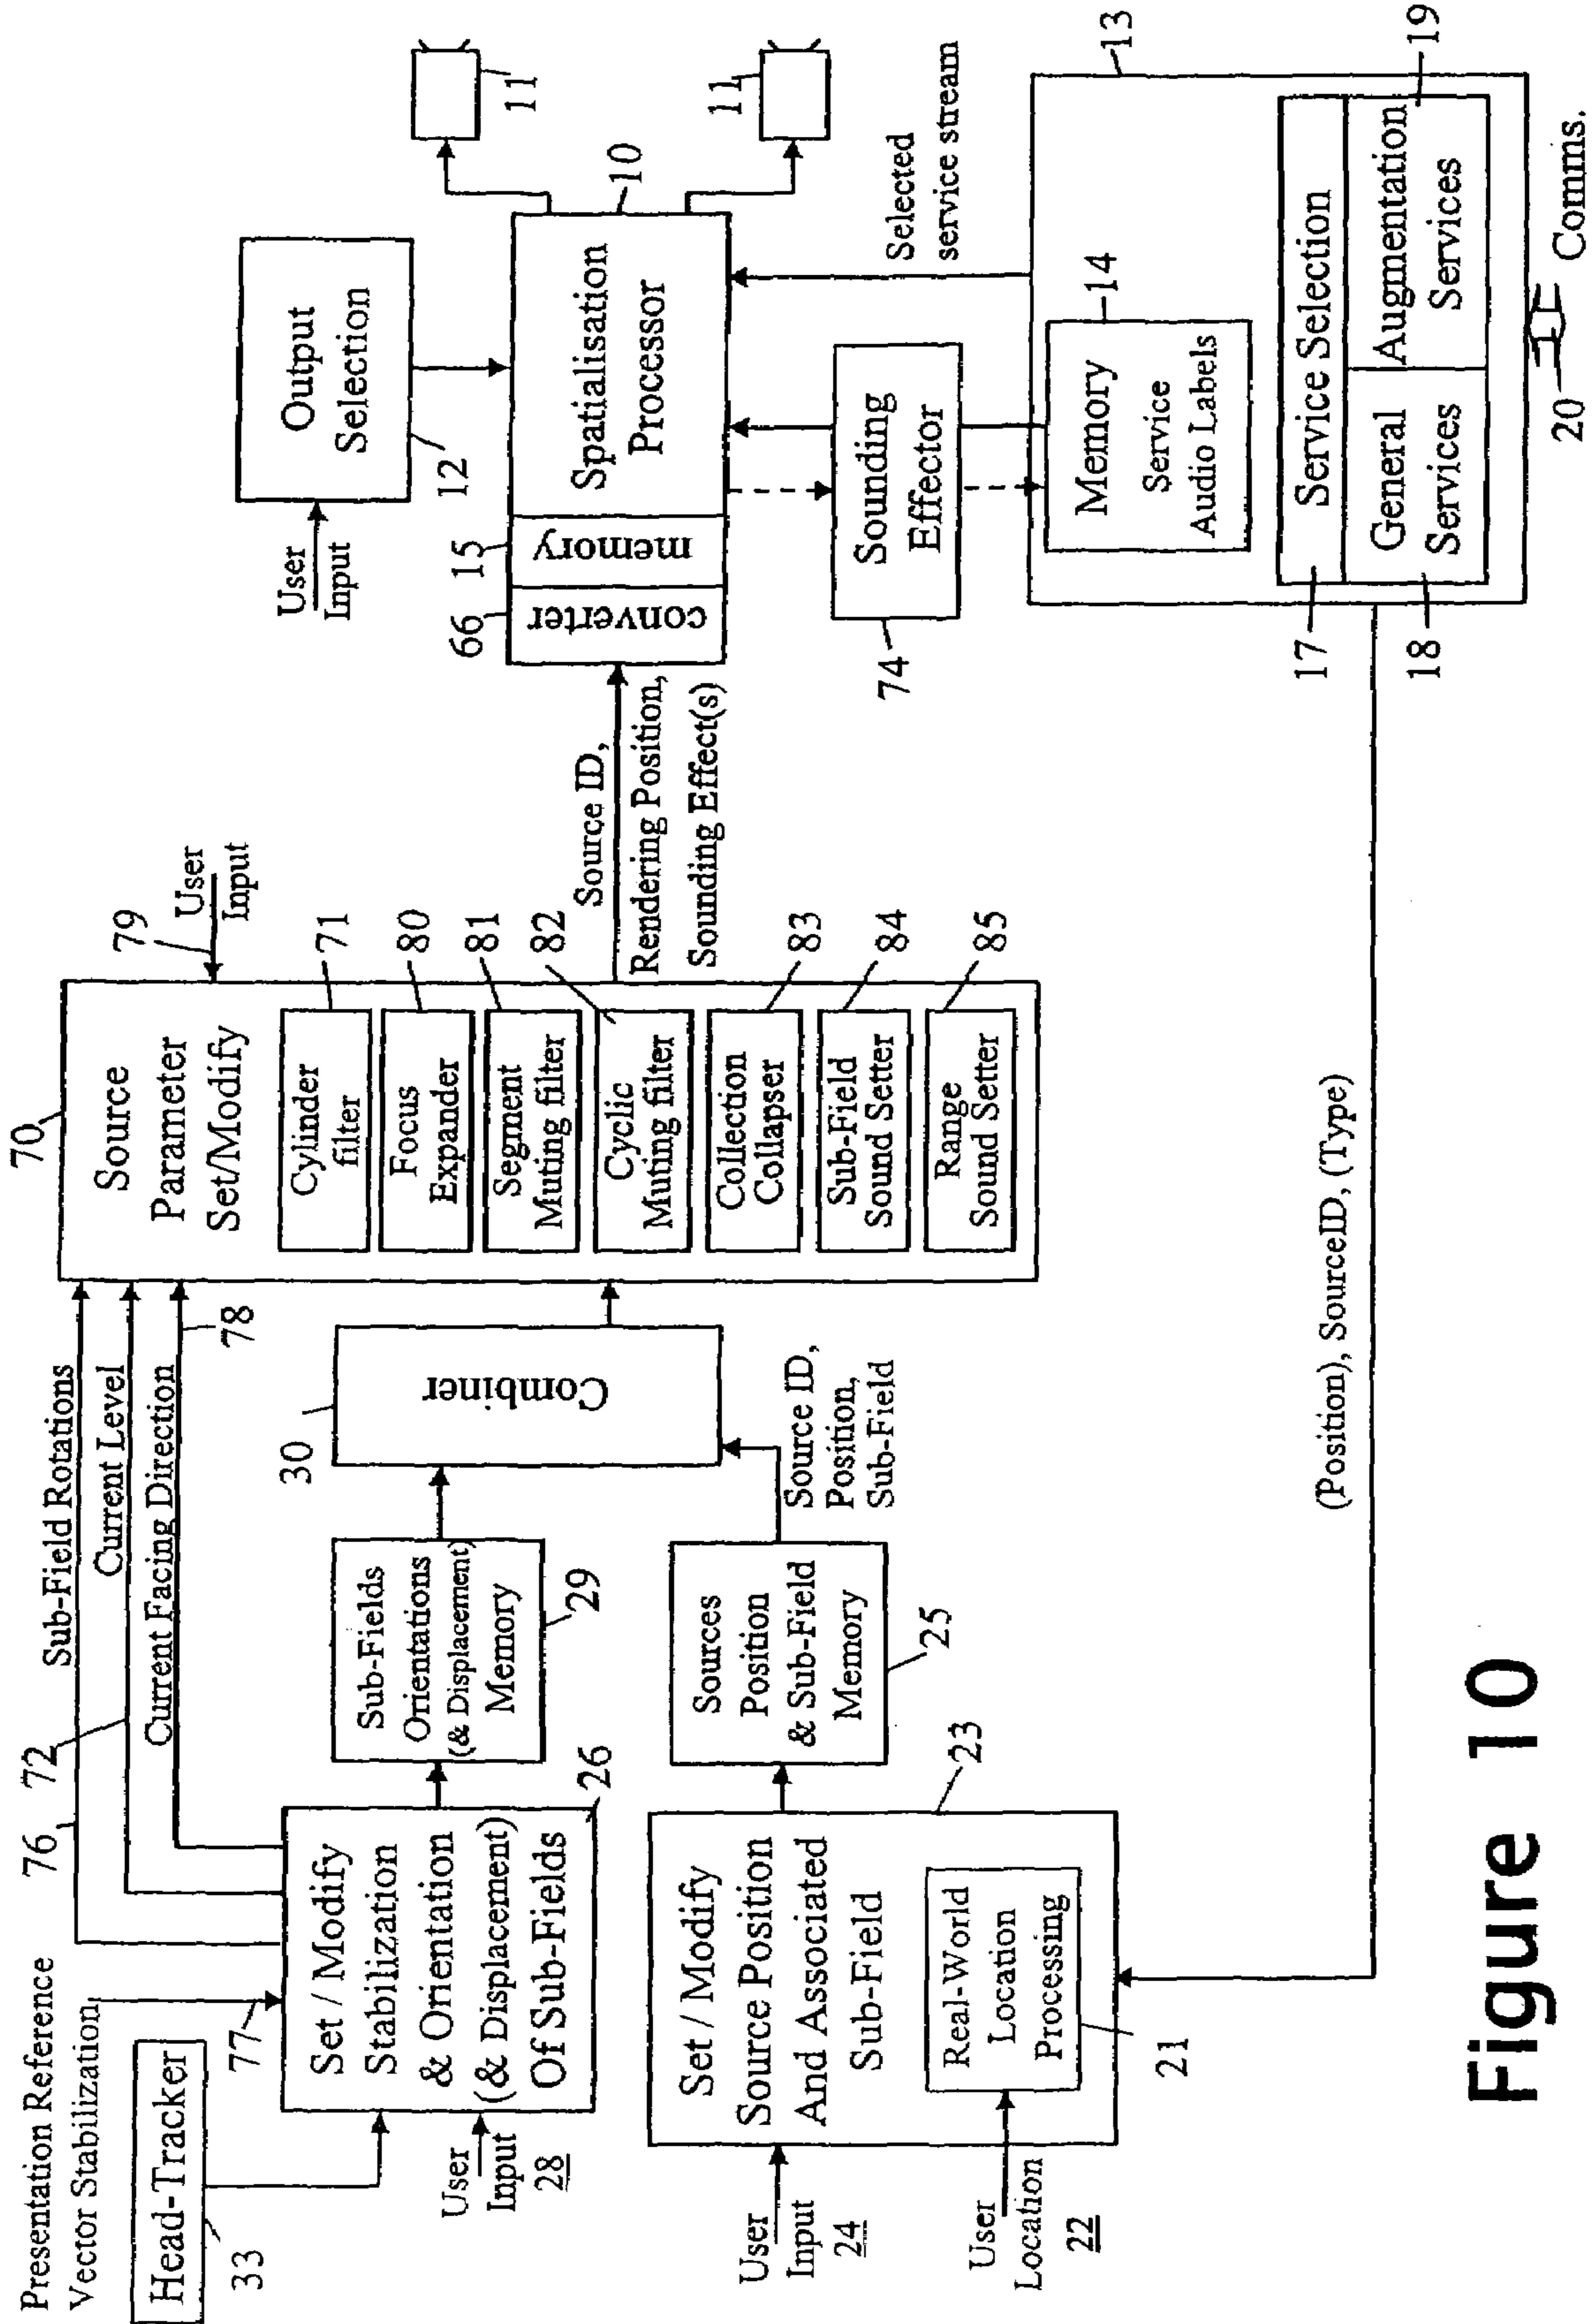 Presentation Reference
Vector Stabilization
Head-Tracker
33
77
76
72
Sub-Field Rotations
Current Level
Current Facing Direction
78
Set / Modify
Stabilization
& Orientation
(& Displacement)
Of Sub-Fields
26
User
Input
28
Sub-Fields
Orientations
(& Displacement)
Memory
29
Set / Modify
Source Position
And Associated
Sub-Field
23
Real-World
Location
Processing
21
User
Input
24
User
Location
22
Sources
Position
& Sub-Field
Memory
25
Source ID,
Position,
Sub-Field
30
Combiner
70
Source
Parameter
Set/Modify
79
User
Input
Cylinder
filter
71
Focus
Expander
80
Segment
Muting filter
81
Cyclic
Muting filter
82
Collection
Collapser
83
Sub-Field
Sound Setter
84
Range
Sound Setter
85
Source ID,
Rendering Position,
Sounding Effect(s)
User
Input
Output
Selection
12
66
converter
15
memory
Spatialisation
Processor
10
11
11
Sounding
Effector
74
Selected
service stream
13
Memory
Service
Audio Labels
14
Service Selection
17
General
Services
18
Augmentation
Services
19
20
Comms.
(Position), SourceID, (Type)
Figure 10